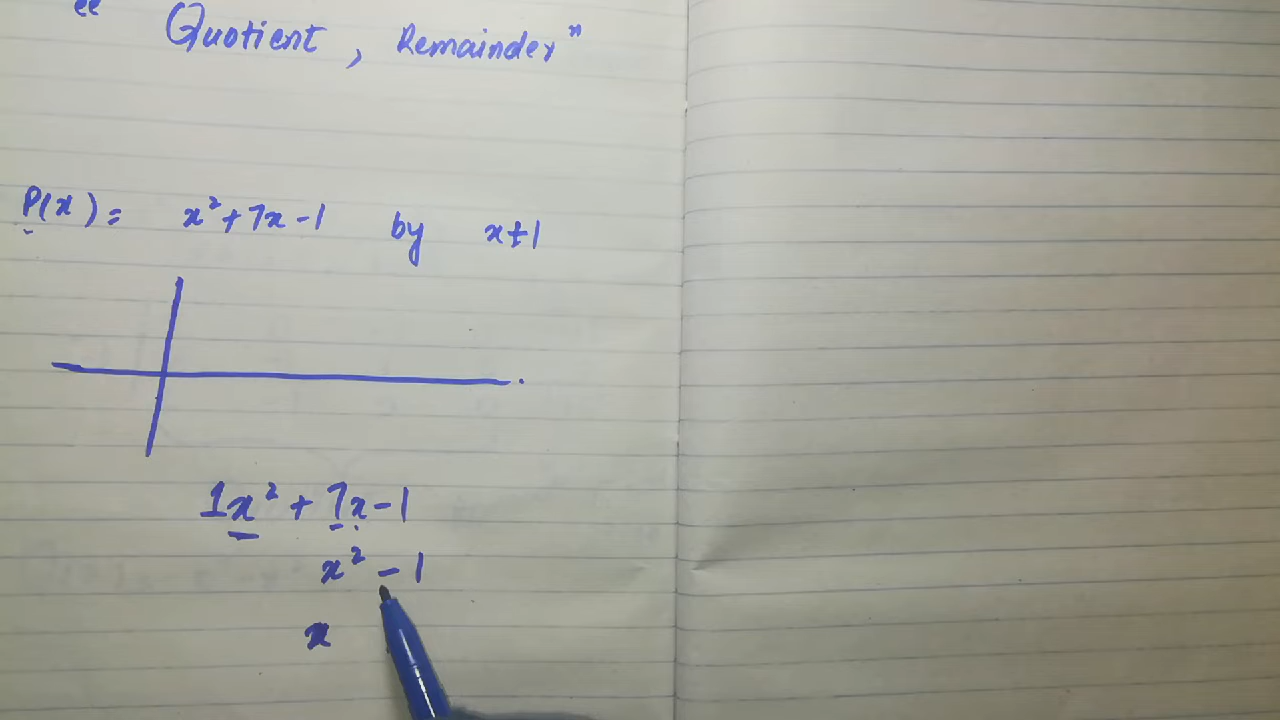 “ Quotient , Remainder”
P(x) = x² + 7x - 1 by x+1
1x² + 7x - 1
x² - 1
x